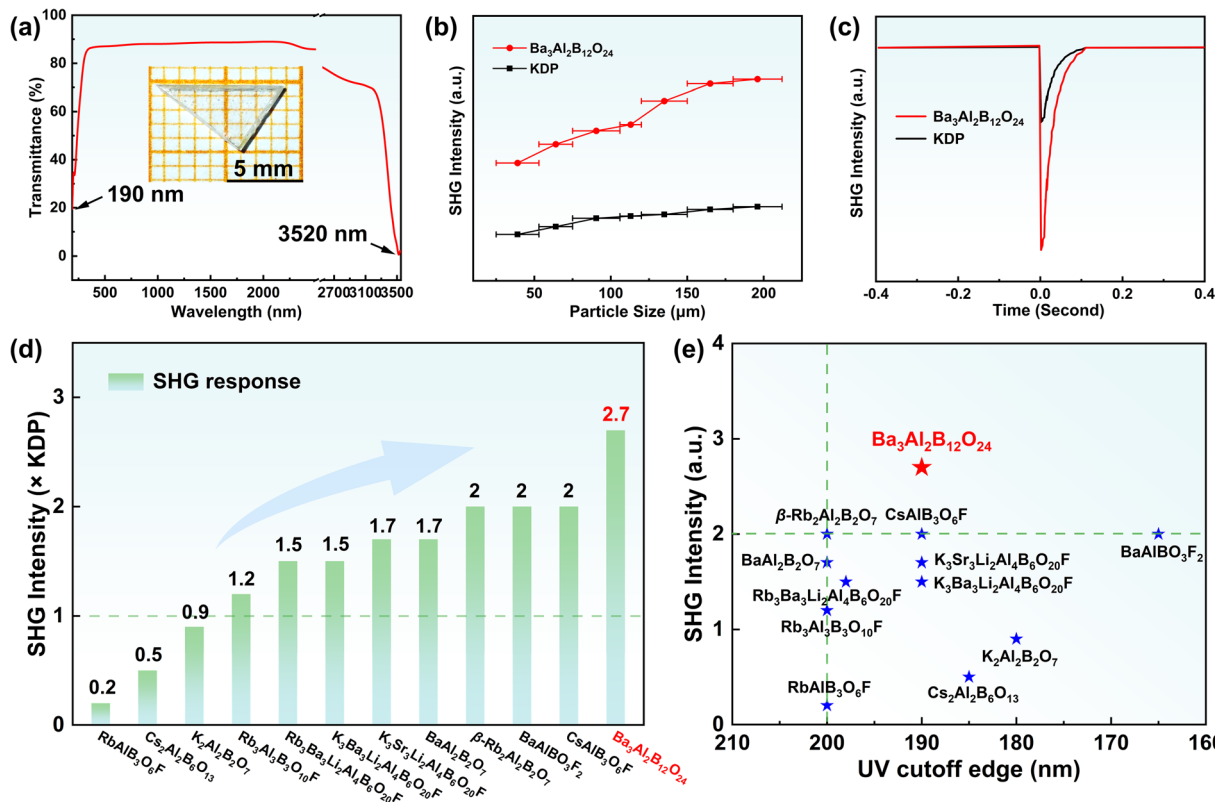 (a)
100
80
60
40
20
0
Transmittance (%)
190 nm
5 mm
3520 nm
500 1000 1500 2000 2700 3100 3500
Wavelength (nm)
(b)
Ba₃Al₂B₁₂O₂₄
KDP
SHG Intensity (a.u.)
50 100 150 200
Particle Size (μm)
(c)
Ba₃Al₂B₁₂O₂₄
KDP
SHG Intensity (a.u.)
-0.4 -0.2 0.0 0.2 0.4
Time (Second)
(d)
SHG response
3
2
1
0
SHG Intensity (× KDP)
0.2
0.5
0.9
1.2
1.5
1.5
1.7
1.7
2
2
2
2.7
RbAlB₃O₆F
Cs₂Al₂B₆O₁₃
K₂Al₂B₂O₇
Rb₃Al₃B₃O₁₀F
Rb₃Ba₃Li₂Al₄B₆O₂₀F
K₃Ba₃Li₂Al₄B₆O₂₀F
K₃Sr₃Li₂Al₄B₆O₂₀F
BaAl₂B₂O₇
β-Rb₂Al₂B₂O₇
BaAlBO₃F₂
CsAlB₃O₆F
Ba₃Al₂B₁₂O₂₄
(e)
4
3
2
1
0
SHG Intensity (a.u.)
Ba₃Al₂B₁₂O₂₄
β-Rb₂Al₂B₂O₇ CsAlB₃O₆F
BaAlBO₃F₂
BaAl₂B₂O₇ K₃Sr₃Li₂Al₄B₆O₂₀F
K₃Ba₃Li₂Al₄B₆O₂₀F
Rb₃Ba₃Li₂Al₄B₆O₂₀F
Rb₃Al₃B₃O₁₀F
K₂Al₂B₂O₇
RbAlB₃O₆F Cs₂Al₂B₆O₁₃
210 200 190 180 170 16
UV cutoff edge (nm)